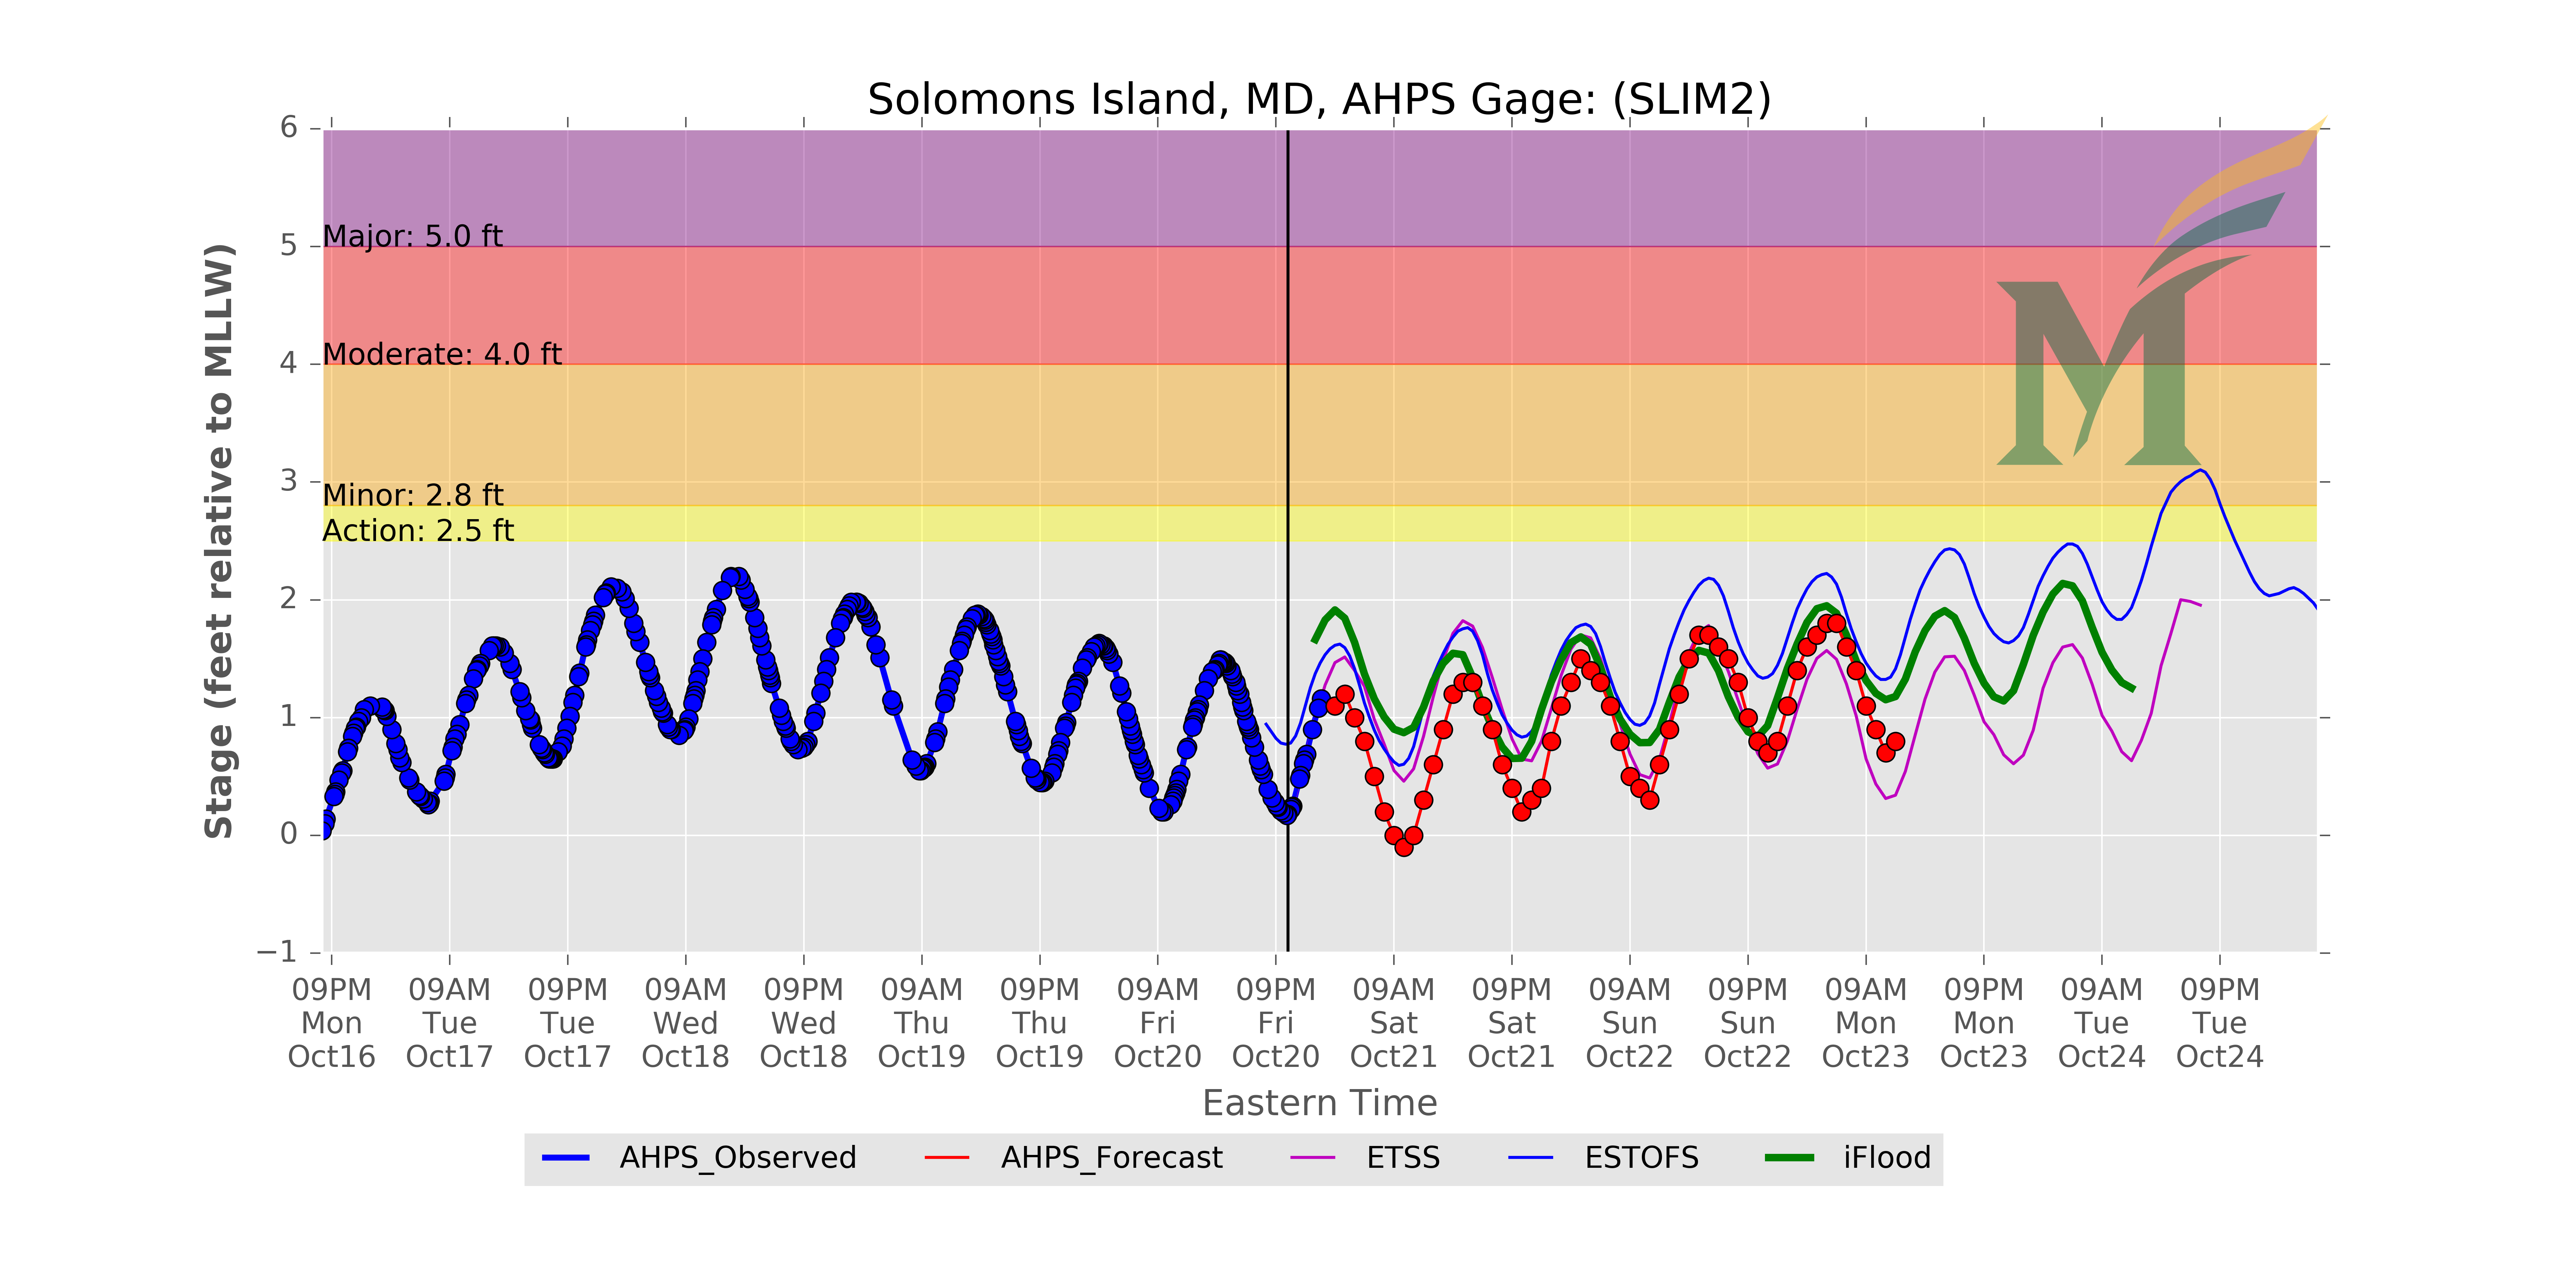 Solomons Island, MD, AHPS Gage: (SLIM2)
Stage (feet relative to MLLW)
6
5
4
3
2
1
0
−1
Major: 5.0 ft
Moderate: 4.0 ft
Minor: 2.8 ft
Action: 2.5 ft
M
09PM 09AM 09PM 09AM 09PM 09AM 09PM 09AM 09PM 09AM 09PM 09AM 09PM 09AM 09PM 09AM 09PM
Mon Tue Tue Wed Wed Thu Thu Fri Fri Sat Sat Sun Sun Mon Mon Tue Tue
Oct16 Oct17 Oct17 Oct18 Oct18 Oct19 Oct19 Oct20 Oct20 Oct21 Oct21 Oct22 Oct22 Oct23 Oct23 Oct24 Oct24
Eastern Time
AHPS_Observed AHPS_Forecast ETSS ESTOFS iFlood